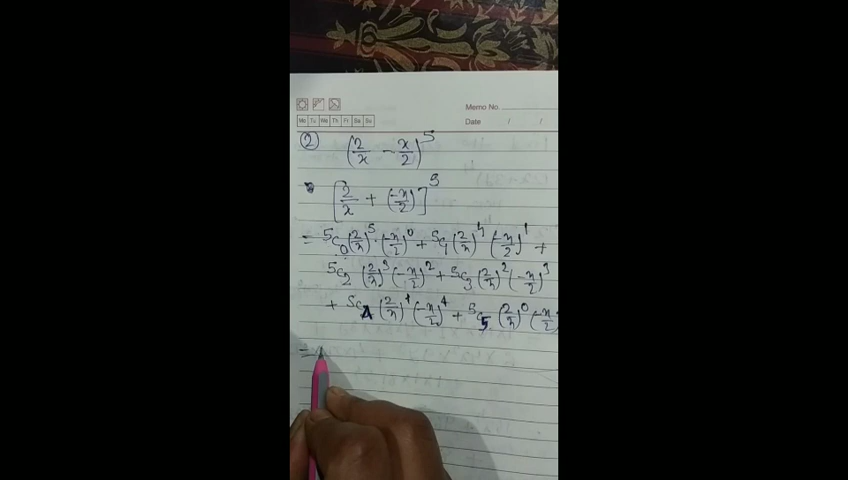 Memo No.
Mo Tu We Th Fr Sa Su
Date / /
② (2/x - x/2)^5
[2/x + (-x/2)]^5
= ⁵C₀ (2/x)^5 · (-x/2)^0 + ⁵C₁ (2/x)^4 (-x/2)^1 +
⁵C₂ (2/x)^3 (-x/2)^2 + ⁵C₃ (2/x)^2 (-x/2)^3
+ ⁵C₄ (2/x)^1 (-x/2)^4 + ⁵C₅ (2/x)^0 (-x/2)
=